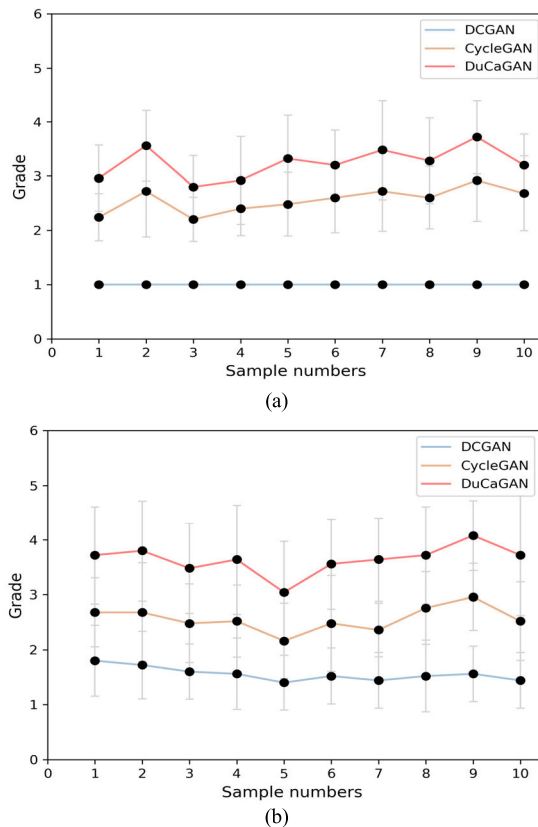 6
DCGAN
CycleGAN
DuCaGAN
5
4
Grade
3
2
1
0
0 1 2 3 4 5 6 7 8 9 10
Sample numbers
(a)
6
DCGAN
CycleGAN
DuCaGAN
5
4
Grade
3
2
1
0
0 1 2 3 4 5 6 7 8 9 10
Sample numbers
(b)